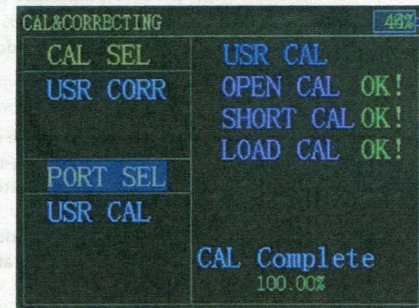 CAL&CORRECTING 48%
CAL SEL
USR CORR
PORT SEL
USR CAL
USR CAL
OPEN CAL OK!
SHORT CAL OK!
LOAD CAL OK!
CAL Complete
100.00%